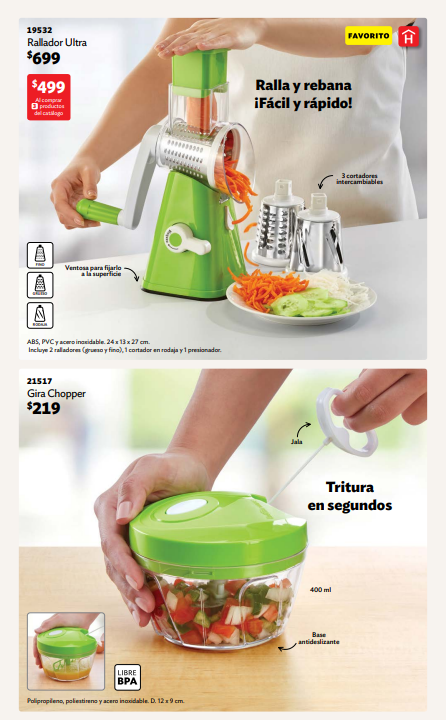 19532
Rallador Ultra
$699
$499
Al comprar
3 productos
del catálogo
FAVORITO
H
Ralla y rebana
¡Fácil y rápido!
3 cortadores
intercambiables
Ventosa para fijarlo
a la superficie
FINO
GRUESO
RODAJA
ABS, PVC y acero inoxidable. 24 x 13 x 27 cm.
Incluye 2 ralladores (grueso y fino), 1 cortador en rodaja y 1 presionador.
21517
Gira Chopper
$219
Jala
Tritura
en segundos
400 ml
Base
antideslizante
LIBRE
BPA
Polipropileno, poliestireno y acero inoxidable. D. 12 x 9 cm.